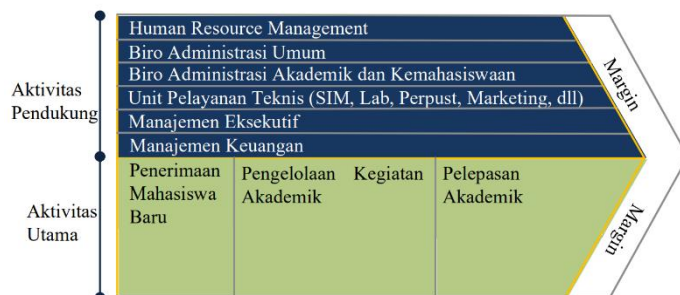 Human Resource Management
Biro Administrasi Umum
Biro Administrasi Akademik dan Kemahasiswaan
Unit Pelayanan Teknis (SIM, Lab, Perpust, Marketing, dll)
Manajemen Eksekutif
Manajemen Keuangan
Aktivitas
Pendukung
Margin
Aktivitas
Utama
Penerimaan
Mahasiswa
Baru
Pengelolaan Kegiatan
Akademik
Pelepasan
Akademik
Margin